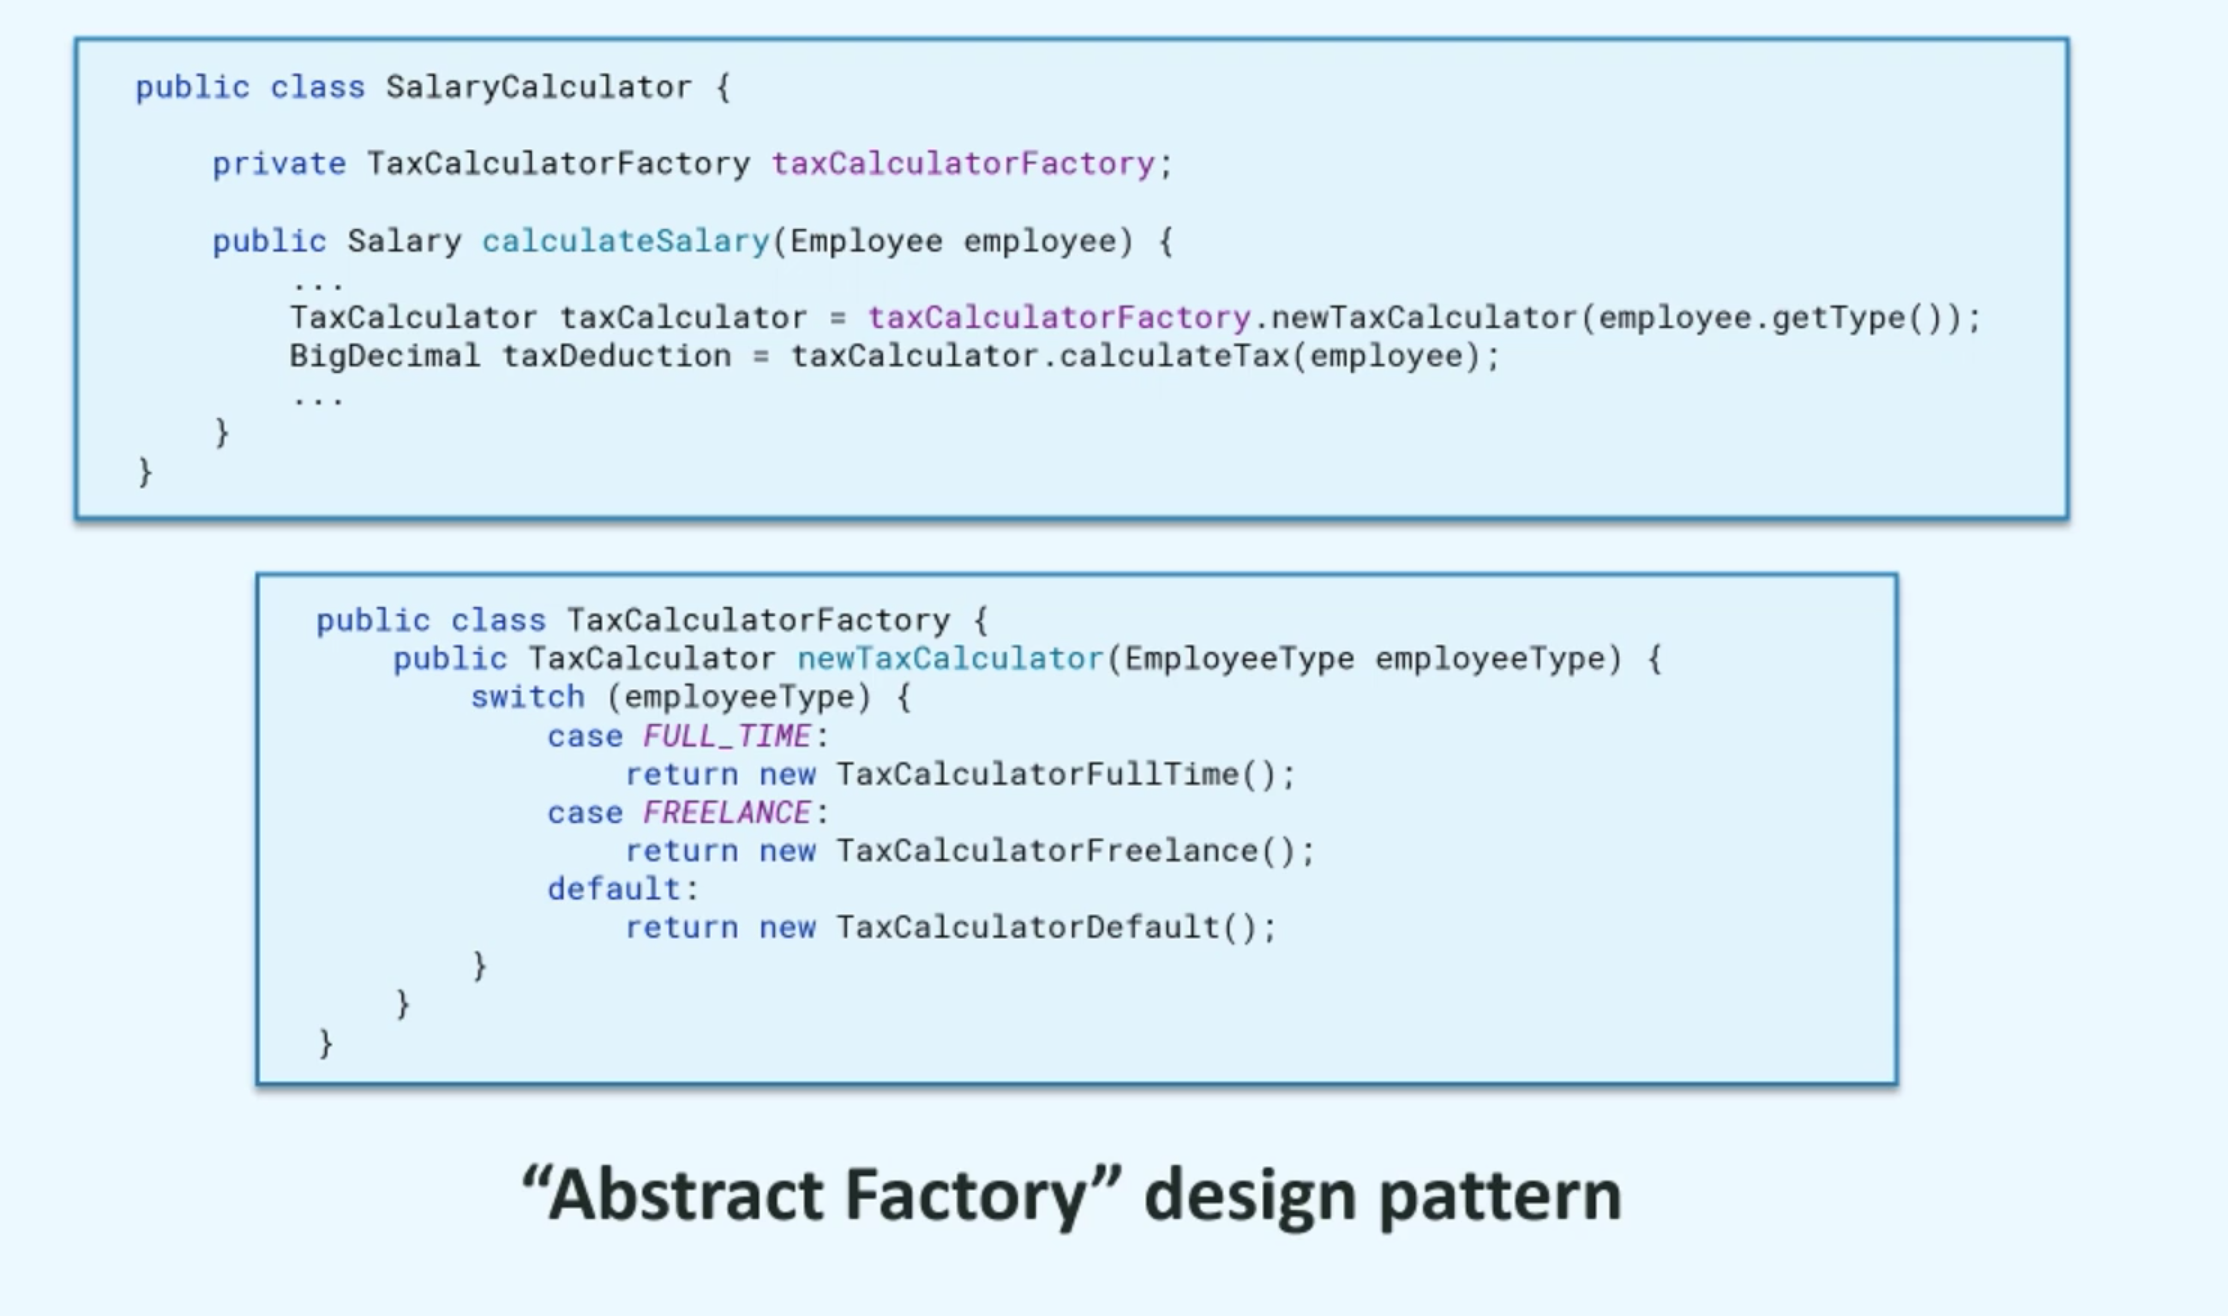 public class SalaryCalculator {
private TaxCalculatorFactory taxCalculatorFactory;
public Salary calculateSalary(Employee employee) {
...
TaxCalculator taxCalculator = taxCalculatorFactory.newTaxCalculator(employee.getType());
BigDecimal taxDeduction = taxCalculator.calculateTax(employee);
...
}
}
public class TaxCalculatorFactory {
public TaxCalculator newTaxCalculator(EmployeeType employeeType) {
switch (employeeType) {
case FULL_TIME:
return new TaxCalculatorFullTime();
case FREELANCE:
return new TaxCalculatorFreelance();
default:
return new TaxCalculatorDefault();
}
}
}
“Abstract Factory” design pattern